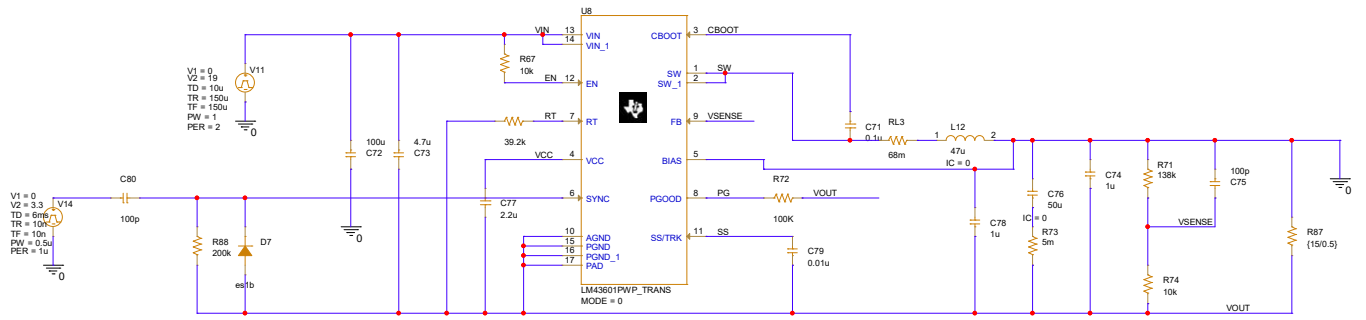 U8
VIN 13 VIN
14 VIN_1
CBOOT 3 CBOOT
R67
10k
EN 12 EN
SW 1 SW
SW_1 2
V11
V1 = 0
V2 = 19
TD = 10u
TR = 150u
TF = 150u
PW = 1
PER = 2
0
RT 7 RT
39.2k
FB 9 VSENSE
100u
C72
4.7u
C73
C71
0.1u
RL3
68m
1 L12 2
47u
IC = 0
VCC 4 VCC
BIAS 5
C80
100p
V1 = 0
V2 = 3.3
TD = 6ms
TR = 10n
TF = 10n
PW = 0.5u
PER = 1u
V14
0
6 SYNC
C77
2.2u
PGOOD 8 PG
R72
100K
VOUT
R71
138k
100p
C75
C74
1u
C76
50u
IC = 0
R73
5m
C78
1u
VSENSE
0
R88
200k
D7
es1b
0
10 AGND
15 PGND
16 PGND_1
17 PAD
SS/TRK 11 SS
C79
0.01u
R87
{15/0.5}
R74
10k
LM43601PWP_TRANS
MODE = 0
VOUT